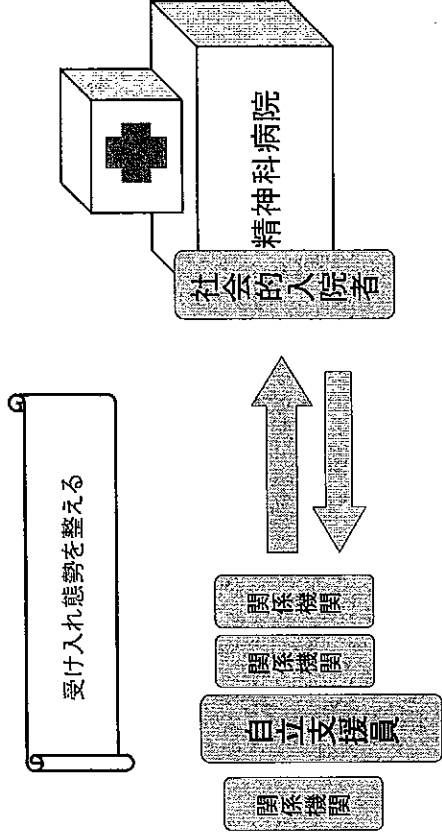 受け入れ態勢を整える
精神科病院
社会的入院者
関係機関
自立支援員
関係機関
関係機関